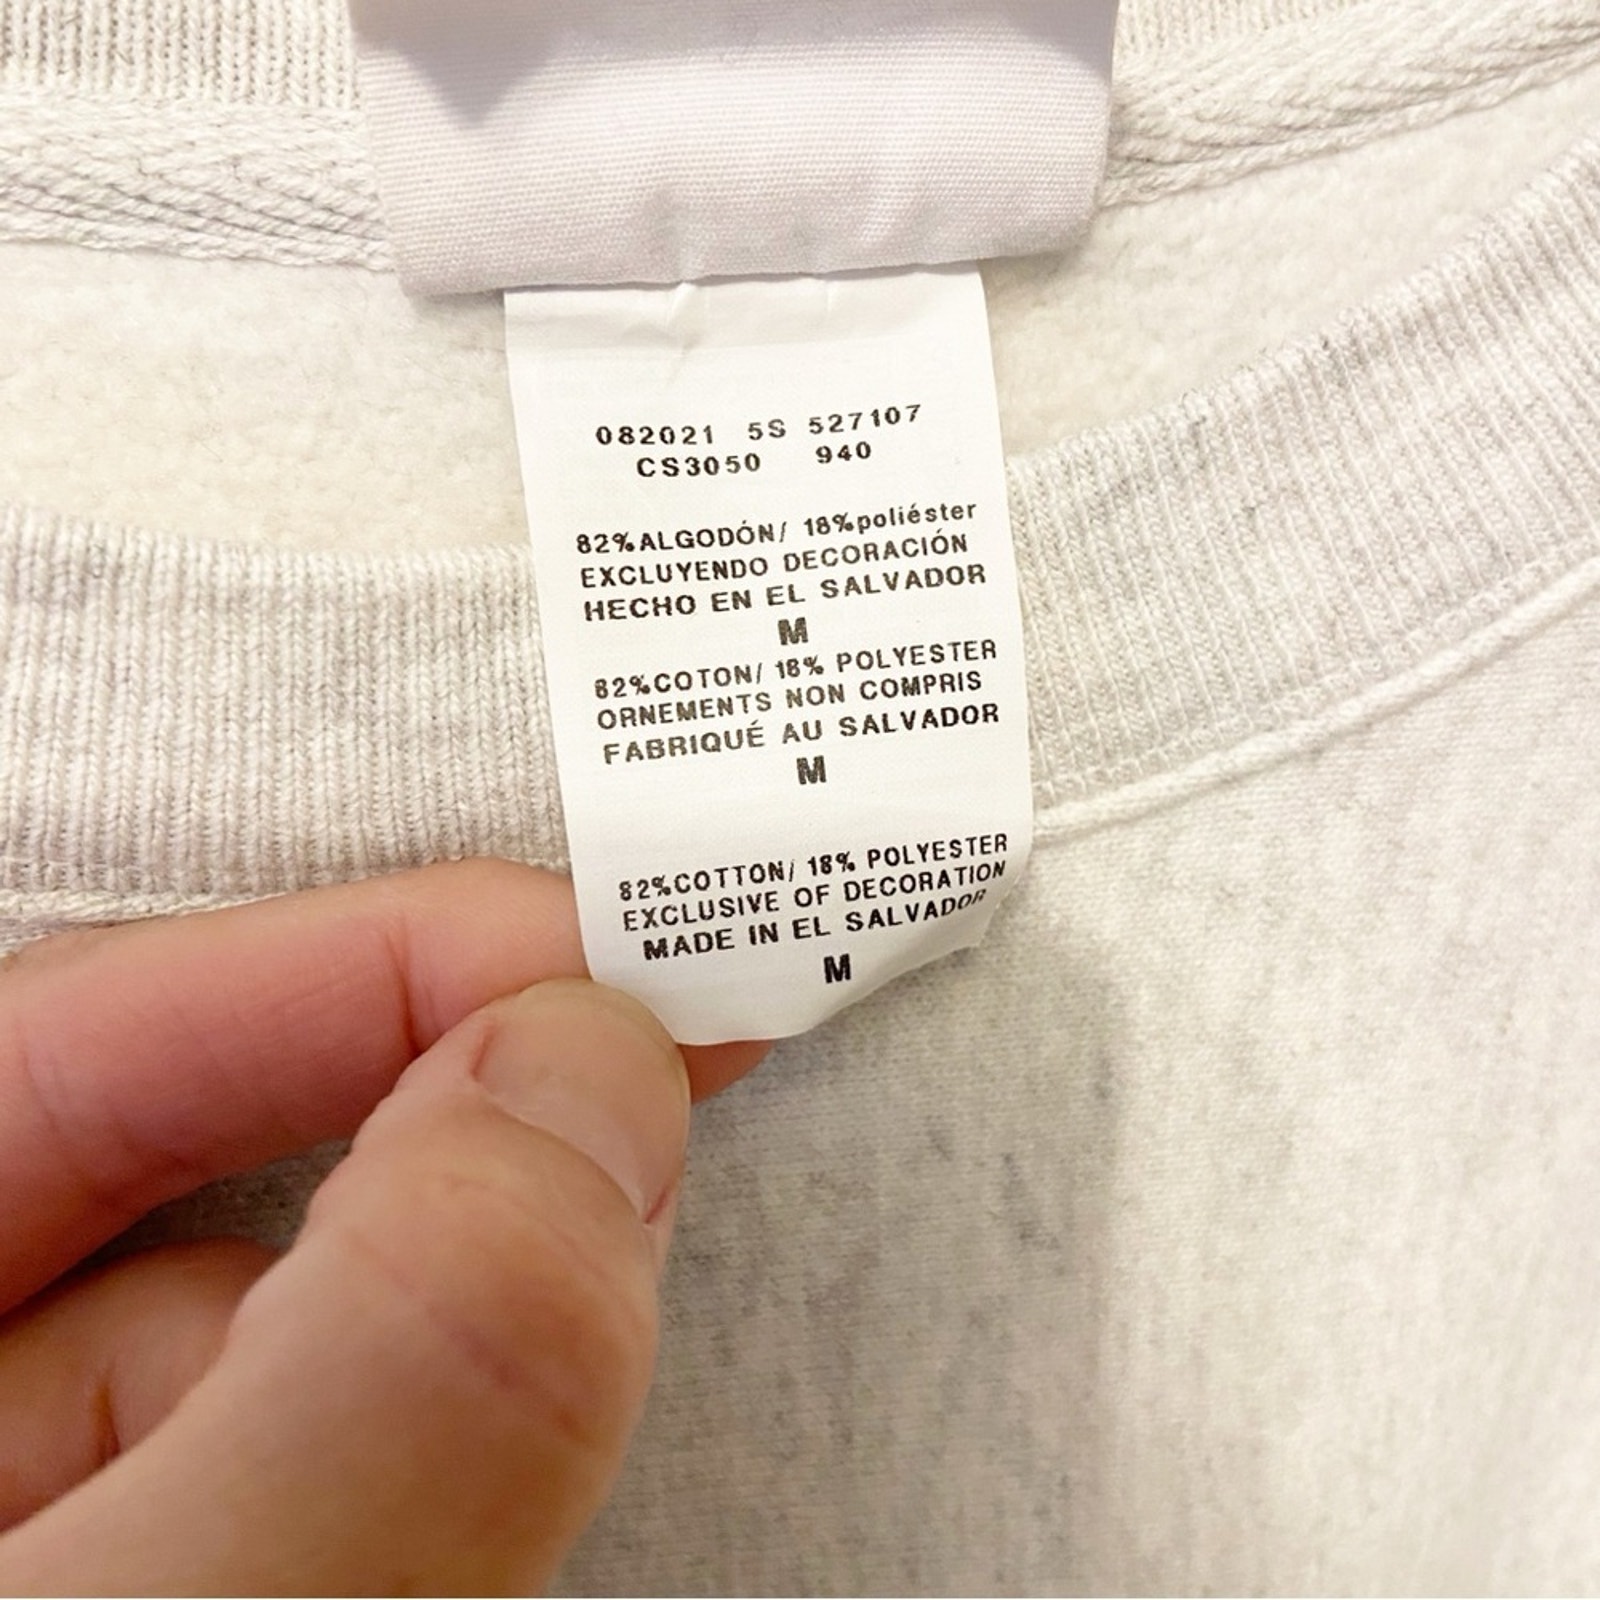 082021 5S 527107
CS3050 940
82%ALGODÓN/ 18%poliéster
EXCLUYENDO DECORACIÓN
HECHO EN EL SALVADOR
M
82%COTON/ 18% POLYESTER
ORNEMENTS NON COMPRIS
FABRIQUÉ AU SALVADOR
M
82%COTTON/ 18% POLYESTER
EXCLUSIVE OF DECORATION
MADE IN EL SALVADOR
M